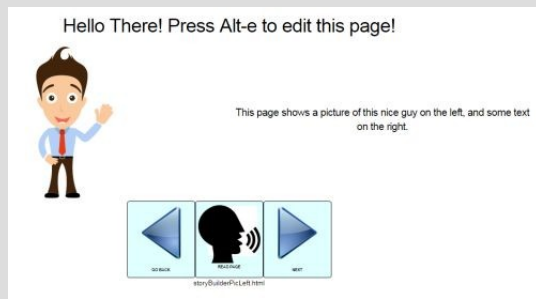 Hello There! Press Alt-e to edit this page!
This page shows a picture of this nice guy on the left, and some text
on the right.
GO BACK
READ PAGE
NEXT
storyBuilderPicLeft.html